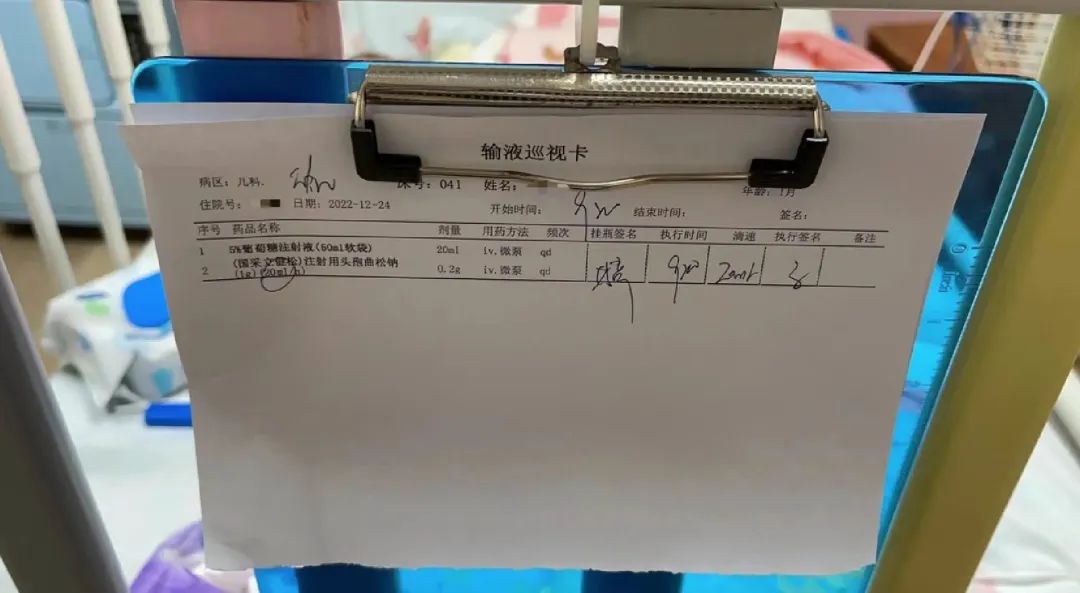 输液巡视卡
病区：儿科. 床号：041 姓名： 年龄：1月
住院号： 日期：2022-12-24 开始时间： 结束时间： 签名：
序号 药品名称 剂量 用药方法 频次 挂瓶签名 执行时间 滴速 执行签名 备注
1 5%葡萄糖注射液(50ml软袋) 20ml iv.微泵 qd
2 (国采立健松)注射用头孢曲松钠 0.2g iv.微泵 qd
(1g)(20ml/h)